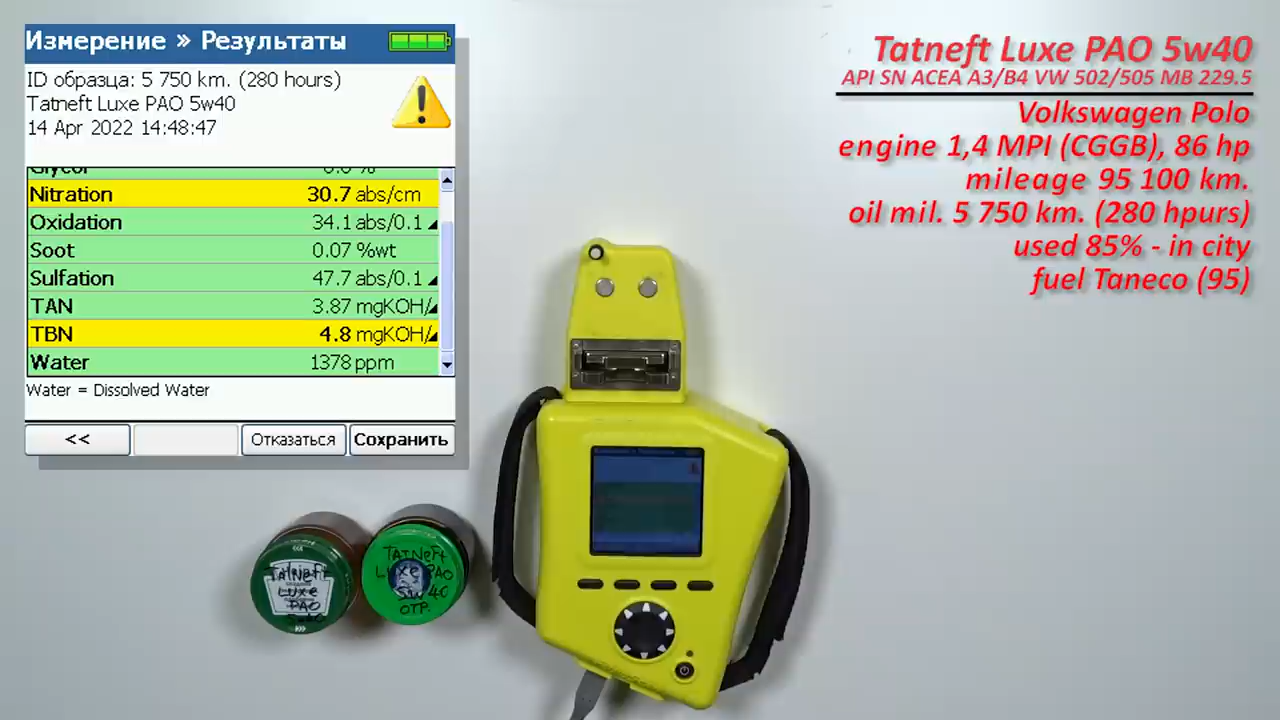 Измерение » Результаты
ID образца: 5 750 km. (280 hours)
Tatneft Luxe PAO 5w40
14 Apr 2022 14:48:47
Glycol 0.0 %
Nitration 30.7 abs/cm
Oxidation 34.1 abs/0.1
Soot 0.07 %wt
Sulfation 47.7 abs/0.1
TAN 3.87 mgKOH/
TBN 4.8 mgKOH/
Water 1378 ppm
Water = Dissolved Water
<< Отказаться Сохранить
Tatneft Luxe PAO 5w40
API SN ACEA A3/B4 VW 502/505 MB 229.5
Volkswagen Polo
engine 1,4 MPI (CGGB), 86 hp
mileage 95 100 km.
oil mil. 5 750 km. (280 hpurs)
used 85% - in city
fuel Taneco (95)
TATNefT
Luxe PAO
5w40
ОТР.
Tatneft
Luxe
PAO
5w40